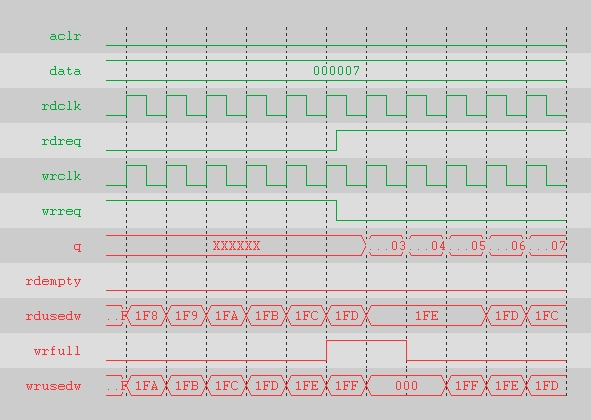 aclr
data 000007
rdclk
rdreq
wrclk
wrreq
q XXXXXX ...03 ...04 ...05 ...06 ...07
rdempty
rdusedw ..F 1F8 1F9 1FA 1FB 1FC 1FD 1FE 1FD 1FC
wrfull
wrusedw ..F 1FA 1FB 1FC 1FD 1FE 1FF 000 1FF 1FE 1FD